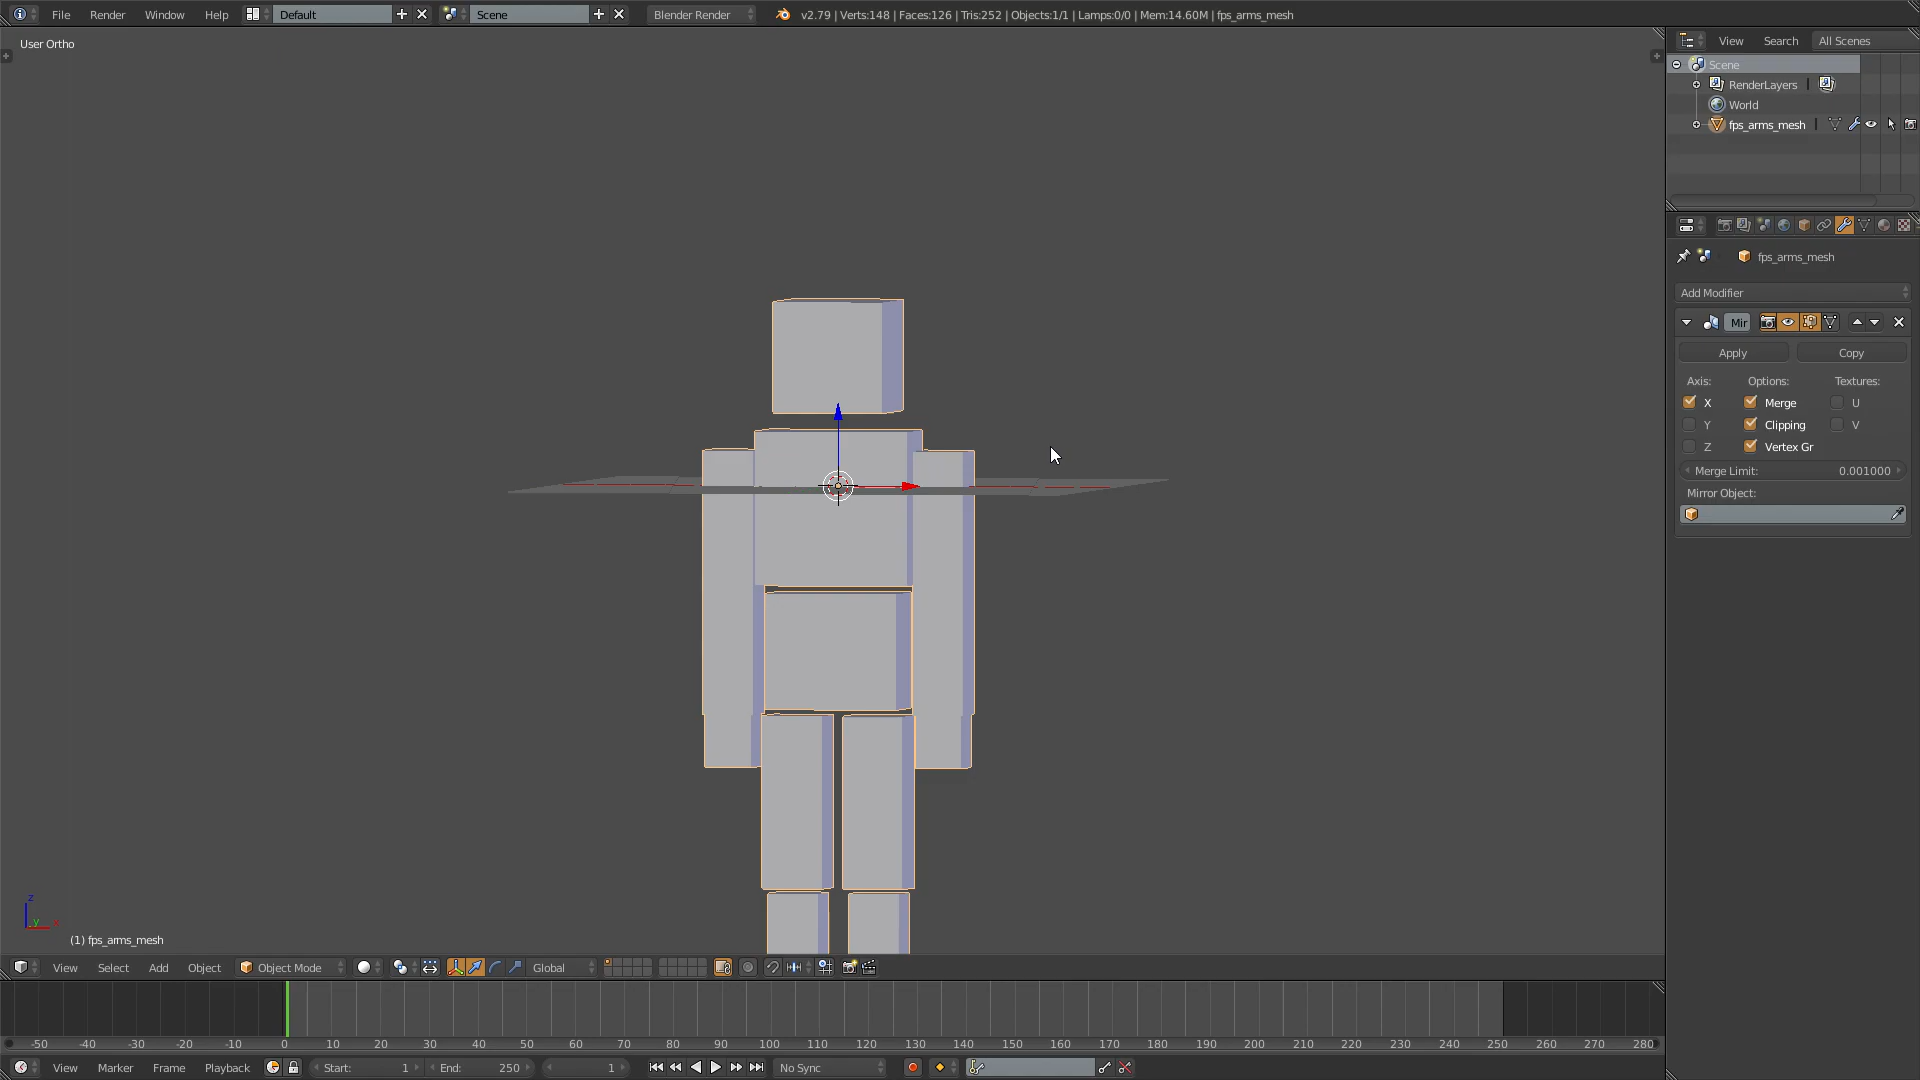 File Render Window Help Default Scene Blender Render v2.79 | Verts:148 | Faces:126 | Tris:252 | Objects:1/1 | Lamps:0/0 | Mem:14.60M | fps_arms_mesh
User Ortho
View Search All Scenes
Scene
RenderLayers
World
fps_arms_mesh
fps_arms_mesh
Add Modifier
Mir
Apply Copy
Axis: Options: Textures:
X Merge U
Y Clipping V
Z Vertex Gr
Merge Limit: 0.001000
Mirror Object:
z
y x
(1) fps_arms_mesh
View Select Add Object Object Mode Global
-50 -40 -30 -20 -10 0 10 20 30 40 50 60 70 80 90 100 110 120 130 140 150 160 170 180 190 200 210 220 230 240 250 260 270 280
View Marker Frame Playback Start: 1 End: 250 1 No Sync